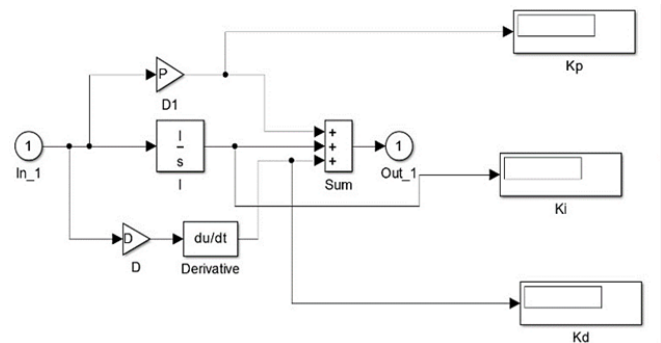 Kp
P
D1
1
In_1
I
s
I
+
+
+
Sum
1
Out_1
Ki
D
D
du/dt
Derivative
Kd